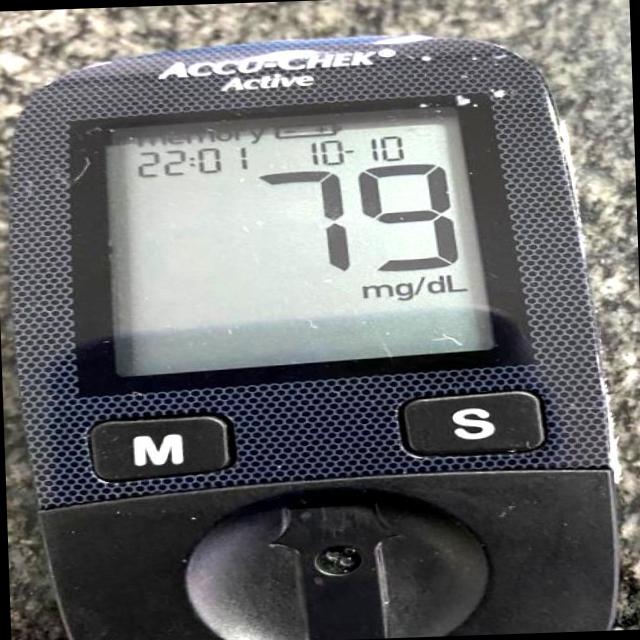 ACCU-CHEK®
Active
memory
22:01 10-10
79
mg/dL
M S